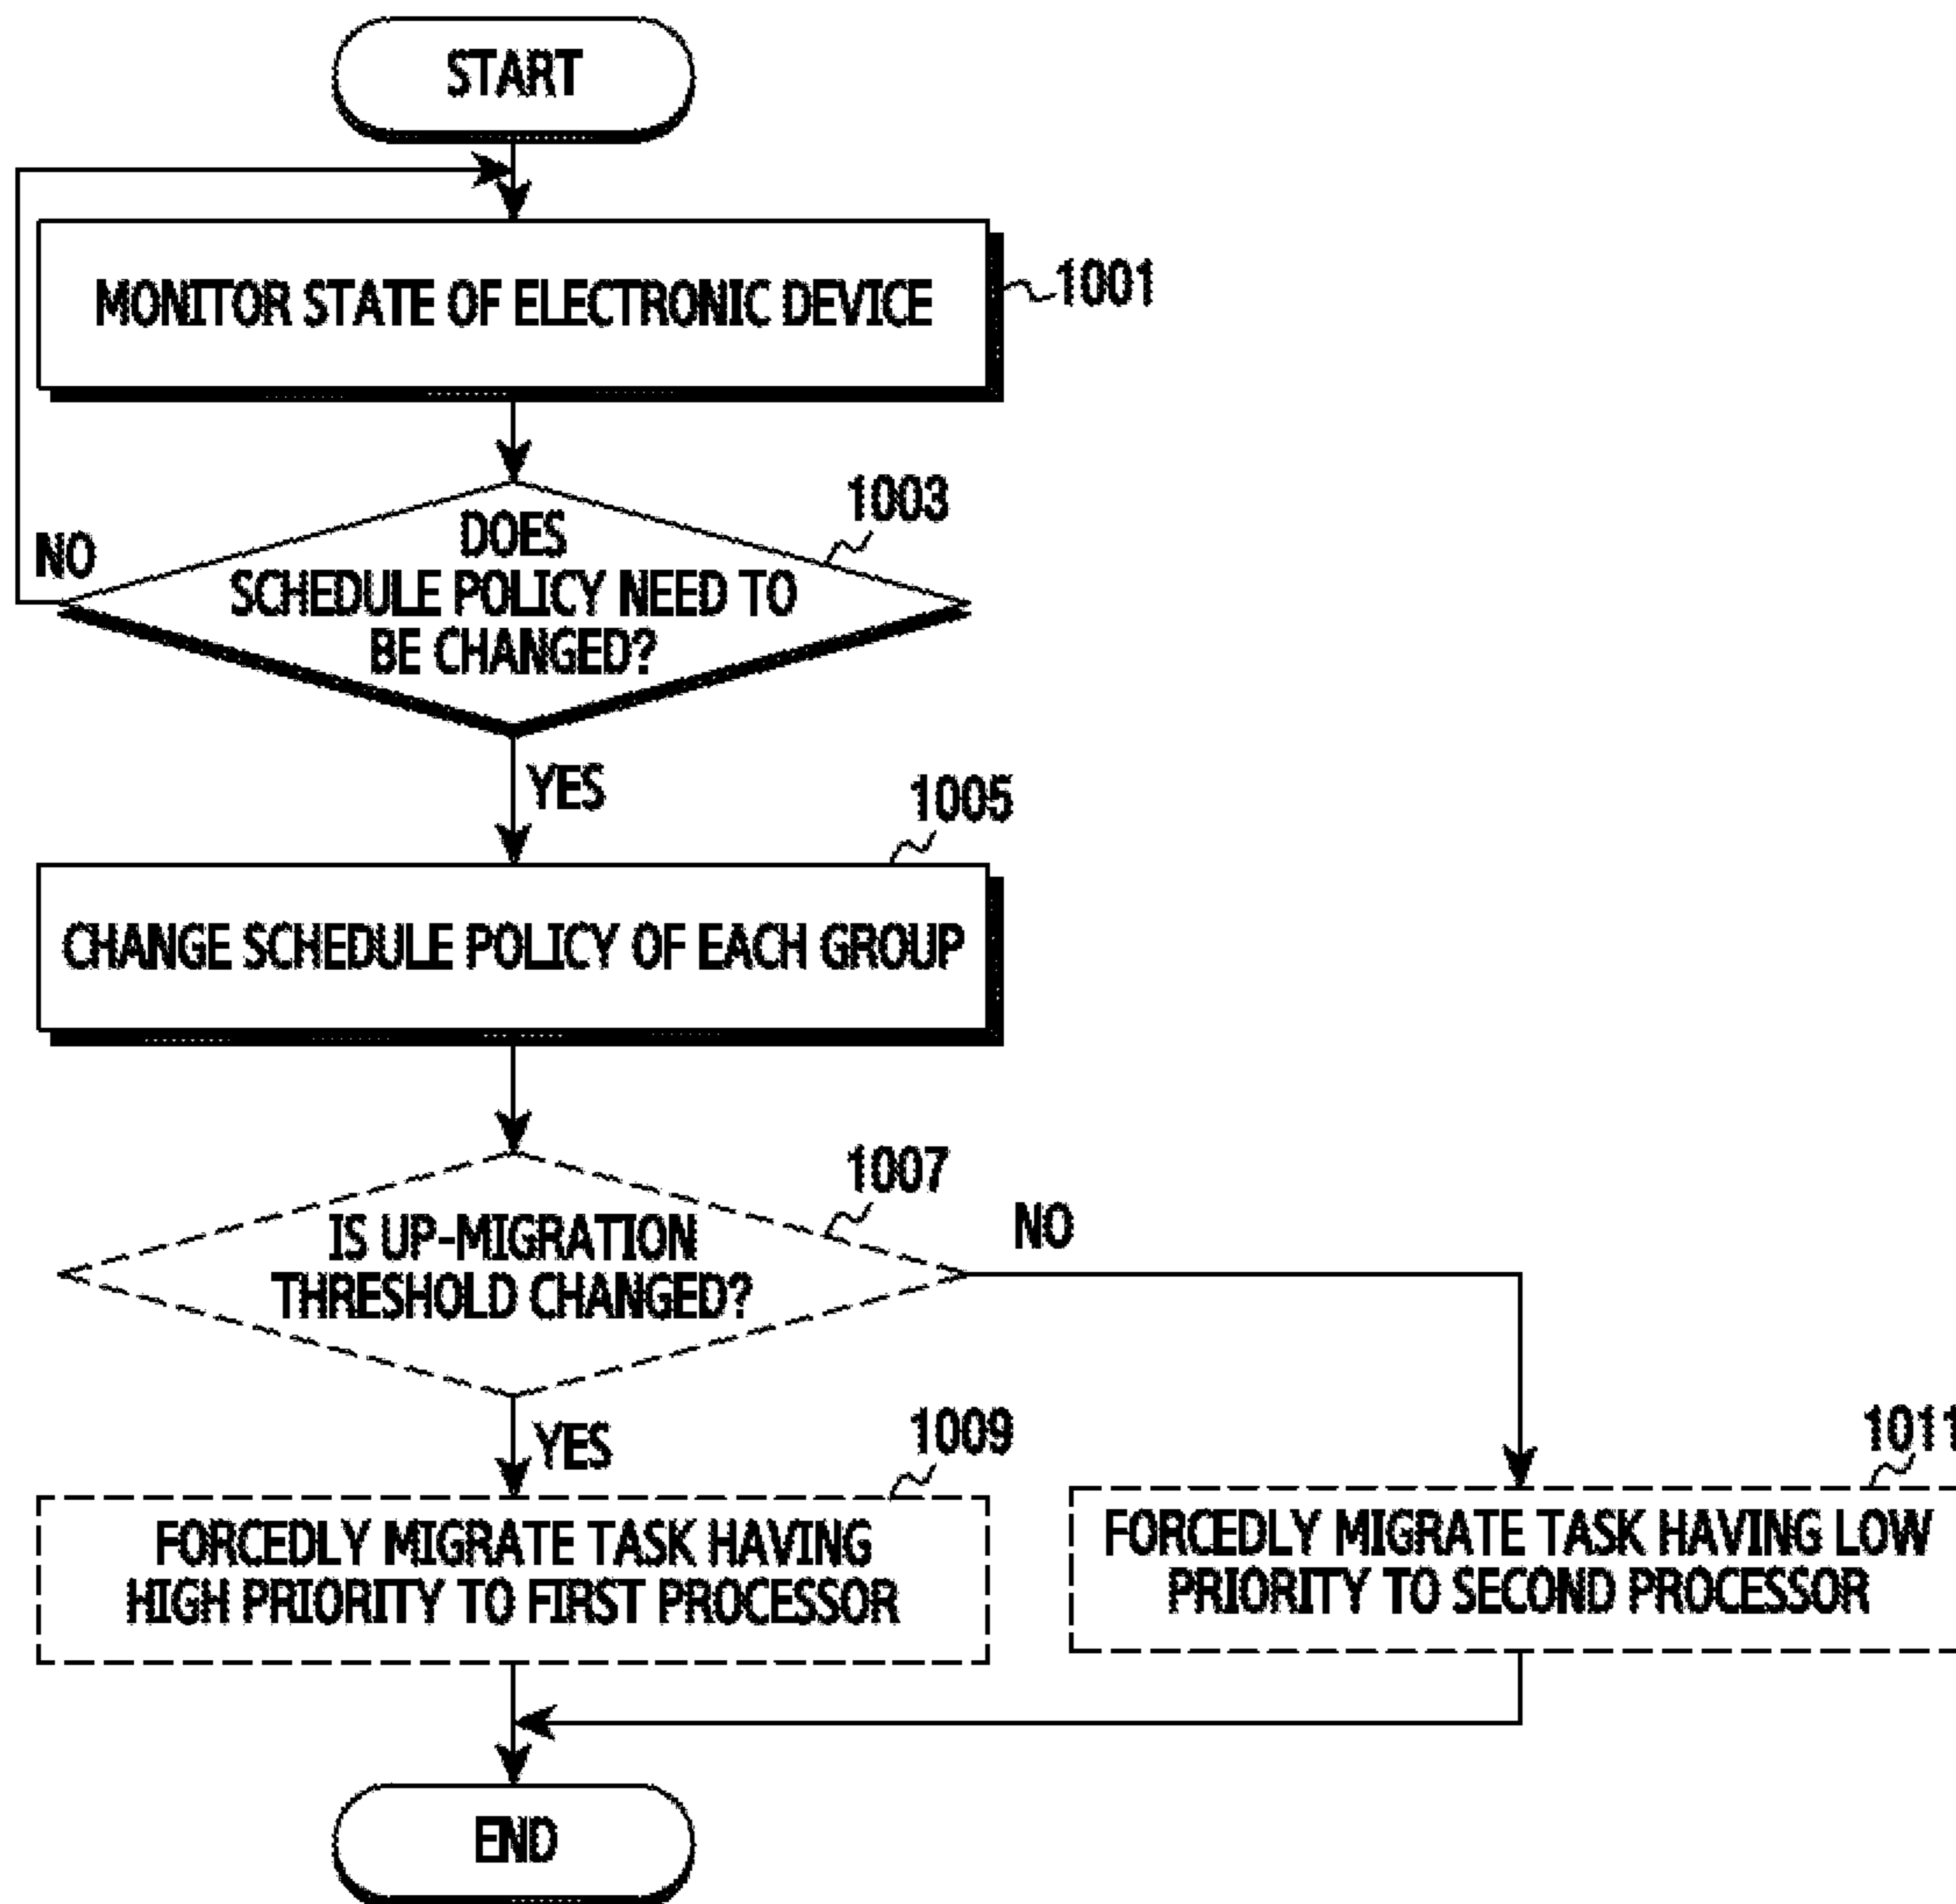 START
MONITOR STATE OF ELECTRONIC DEVICE
1001
1003
DOES
SCHEDULE POLICY NEED TO
BE CHANGED?
NO
YES
1005
CHANGE SCHEDULE POLICY OF EACH GROUP
1007
IS UP-MIGRATION
THRESHOLD CHANGED?
NO
YES
1009
FORCEDLY MIGRATE TASK HAVING
HIGH PRIORITY TO FIRST PROCESSOR
1011
FORCEDLY MIGRATE TASK HAVING LOW
PRIORITY TO SECOND PROCESSOR
END